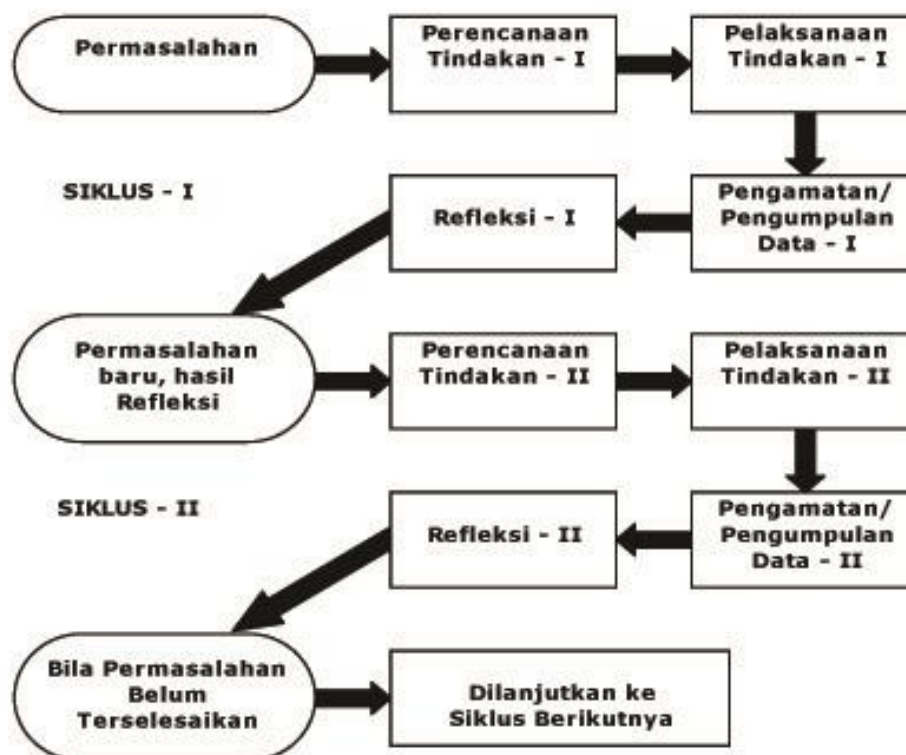 Permasalahan
Perencanaan
Tindakan - I
Pelaksanaan
Tindakan - I
SIKLUS - I
Refleksi - I
Pengamatan/
Pengumpulan
Data - I
Permasalahan
baru, hasil
Refleksi
Perencanaan
Tindakan - II
Pelaksanaan
Tindakan - II
SIKLUS - II
Refleksi - II
Pengamatan/
Pengumpulan
Data - II
Bila Permasalahan
Belum
Terselesaikan
Dilanjutkan ke
Siklus Berikutnya